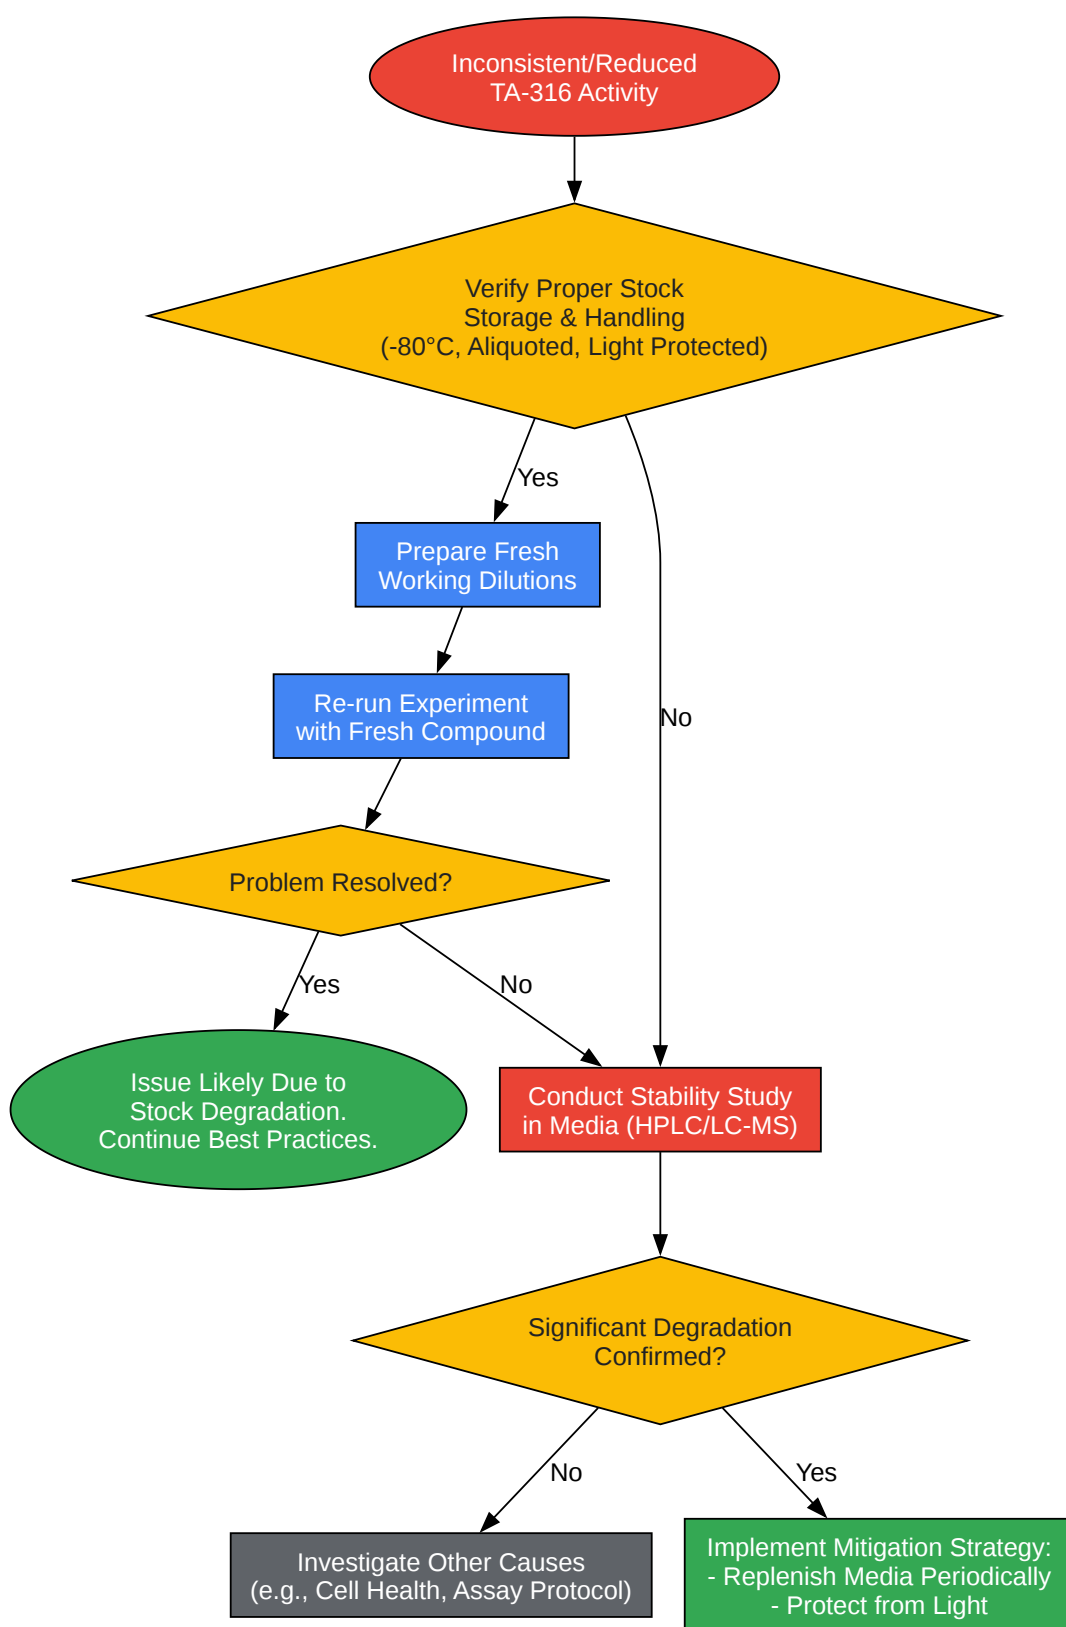 Inconsistent/Reduced
TA-316 Activity
Verify Proper Stock
Storage & Handling
(-80°C, Aliquoted, Light Protected)
Yes
Prepare Fresh
Working Dilutions
Re-run Experiment
with Fresh Compound
No
Problem Resolved?
Yes
No
Issue Likely Due to
Stock Degradation.
Continue Best Practices.
Conduct Stability Study
in Media (HPLC/LC-MS)
Significant Degradation
Confirmed?
No
Yes
Investigate Other Causes
(e.g., Cell Health, Assay Protocol)
Implement Mitigation Strategy:
- Replenish Media Periodically
- Protect from Light